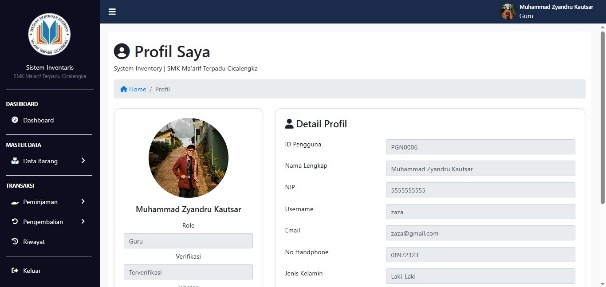 Muhammad Zyandru Kautsar
Guru
Sistem Inventaris
SMK Ma'arif Terpadu Cicalengka
DASHBOARD
Dashboard
MASTER DATA
Data Barang
TRANSAKSI
Peminjaman
Pengembalian
Riwayat
Keluar
Profil Saya
System Inventory | SMK Ma'arif Terpadu Cicalengka
Home / Profil
Muhammad Zyandru Kautsar
Role
Guru
Verifikasi
Terverifikasi
Detail Profil
ID Pengguna
PGN0006
Nama Lengkap
Muhammad Zyandru Kautsar
NIP
5555555555
Username
zaza
Email
zaza@gmail.com
No Handphone
08972323
Jenis Kelamin
Laki-Laki